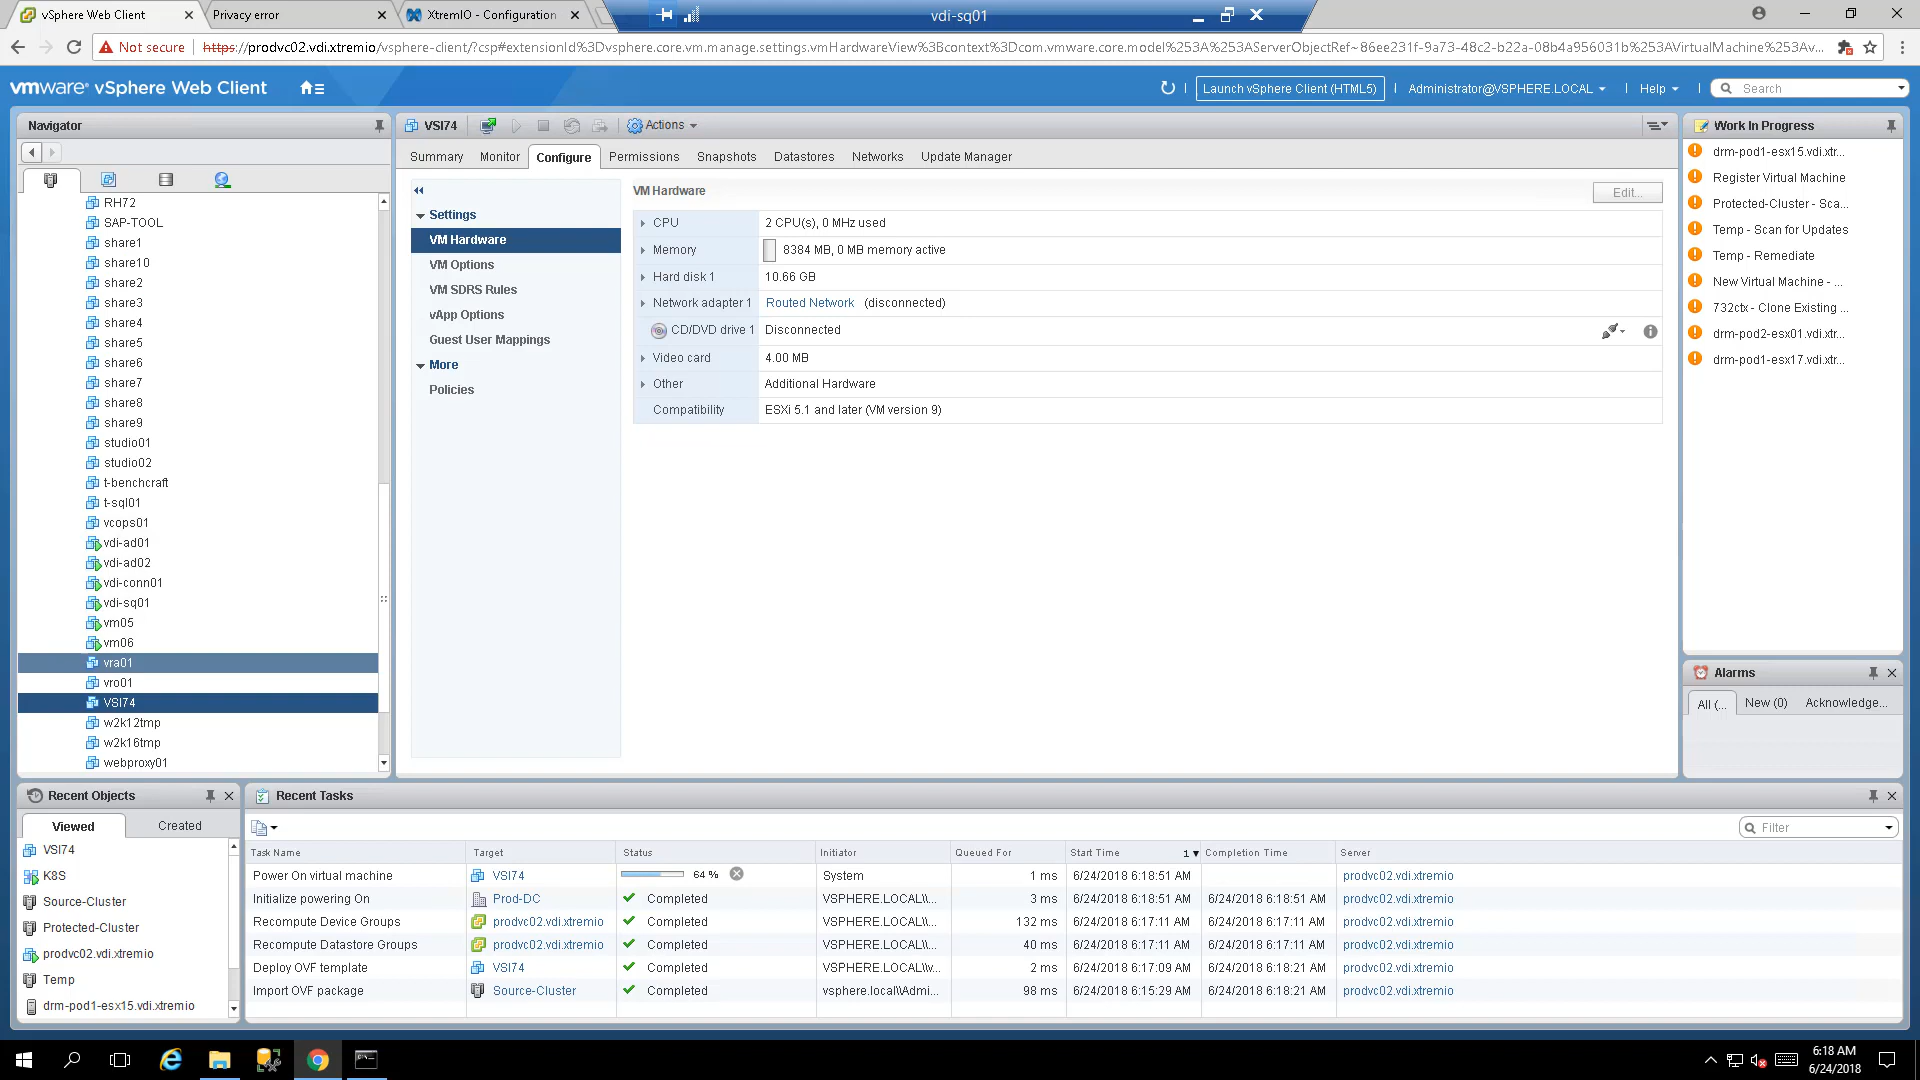 vSphere Web Client
Privacy error
XtremIO - Configuration
vdi-sq01
Not secure
https://prodvc02.vdi.xtremio/vsphere-client/?csp#extensionId%3Dvsphere.core.vm.manage.settings.vmHardwareView%3Bcontext%3Dcom.vmware.core.model%253A%253AServerObjectRef~86ee231f-9a73-48c2-b22a-08b4a956031b%253AVirtualMachine%253Av...
vmware® vSphere Web Client
Launch vSphere Client (HTML5)
Administrator@VSPHERE.LOCAL
Help
Search
Navigator
RH72
SAP-TOOL
share1
share10
share2
share3
share4
share5
share6
share7
share8
share9
studio01
studio02
t-benchcraft
t-sql01
vcops01
vdi-ad01
vdi-ad02
vdi-conn01
vdi-sq01
vm05
vm06
vra01
vro01
VSI74
w2k12tmp
w2k16tmp
webproxy01
VSI74
Actions
Summary Monitor Configure Permissions Snapshots Datastores Networks Update Manager
Settings
VM Hardware
VM Options
VM SDRS Rules
vApp Options
Guest User Mappings
More
Policies
VM Hardware
Edit...
CPU 2 CPU(s), 0 MHz used
Memory 8384 MB, 0 MB memory active
Hard disk 1 10.66 GB
Network adapter 1 Routed Network (disconnected)
CD/DVD drive 1 Disconnected
Video card 4.00 MB
Other Additional Hardware
Compatibility ESXi 5.1 and later (VM version 9)
Work In Progress
drm-pod1-esx15.vdi.xtr...
Register Virtual Machine
Protected-Cluster - Sca...
Temp - Scan for Updates
Temp - Remediate
New Virtual Machine - ...
732ctx - Clone Existing ...
drm-pod2-esx01.vdi.xtr...
drm-pod1-esx17.vdi.xtr...
Alarms
All (... New (0) Acknowledge...
Recent Objects
Viewed Created
VSI74
K8S
Source-Cluster
Protected-Cluster
prodvc02.vdi.xtremio
Temp
drm-pod1-esx15.vdi.xtremio
Recent Tasks
Filter
Task Name Target Status Initiator Queued For Start Time 1 Completion Time Server
Power On virtual machine VSI74 64 % System 1 ms 6/24/2018 6:18:51 AM prodvc02.vdi.xtremio
Initialize powering On Prod-DC Completed VSPHERE.LOCAL\\... 3 ms 6/24/2018 6:18:51 AM 6/24/2018 6:18:51 AM prodvc02.vdi.xtremio
Recompute Device Groups prodvc02.vdi.xtremio Completed VSPHERE.LOCAL\\... 132 ms 6/24/2018 6:17:11 AM 6/24/2018 6:17:11 AM prodvc02.vdi.xtremio
Recompute Datastore Groups prodvc02.vdi.xtremio Completed VSPHERE.LOCAL\\... 40 ms 6/24/2018 6:17:11 AM 6/24/2018 6:17:11 AM prodvc02.vdi.xtremio
Deploy OVF template VSI74 Completed VSPHERE.LOCAL\\v... 2 ms 6/24/2018 6:17:09 AM 6/24/2018 6:18:21 AM prodvc02.vdi.xtremio
Import OVF package Source-Cluster Completed vsphere.local\\Admi... 98 ms 6/24/2018 6:15:29 AM 6/24/2018 6:18:21 AM prodvc02.vdi.xtremio
6:18 AM
6/24/2018